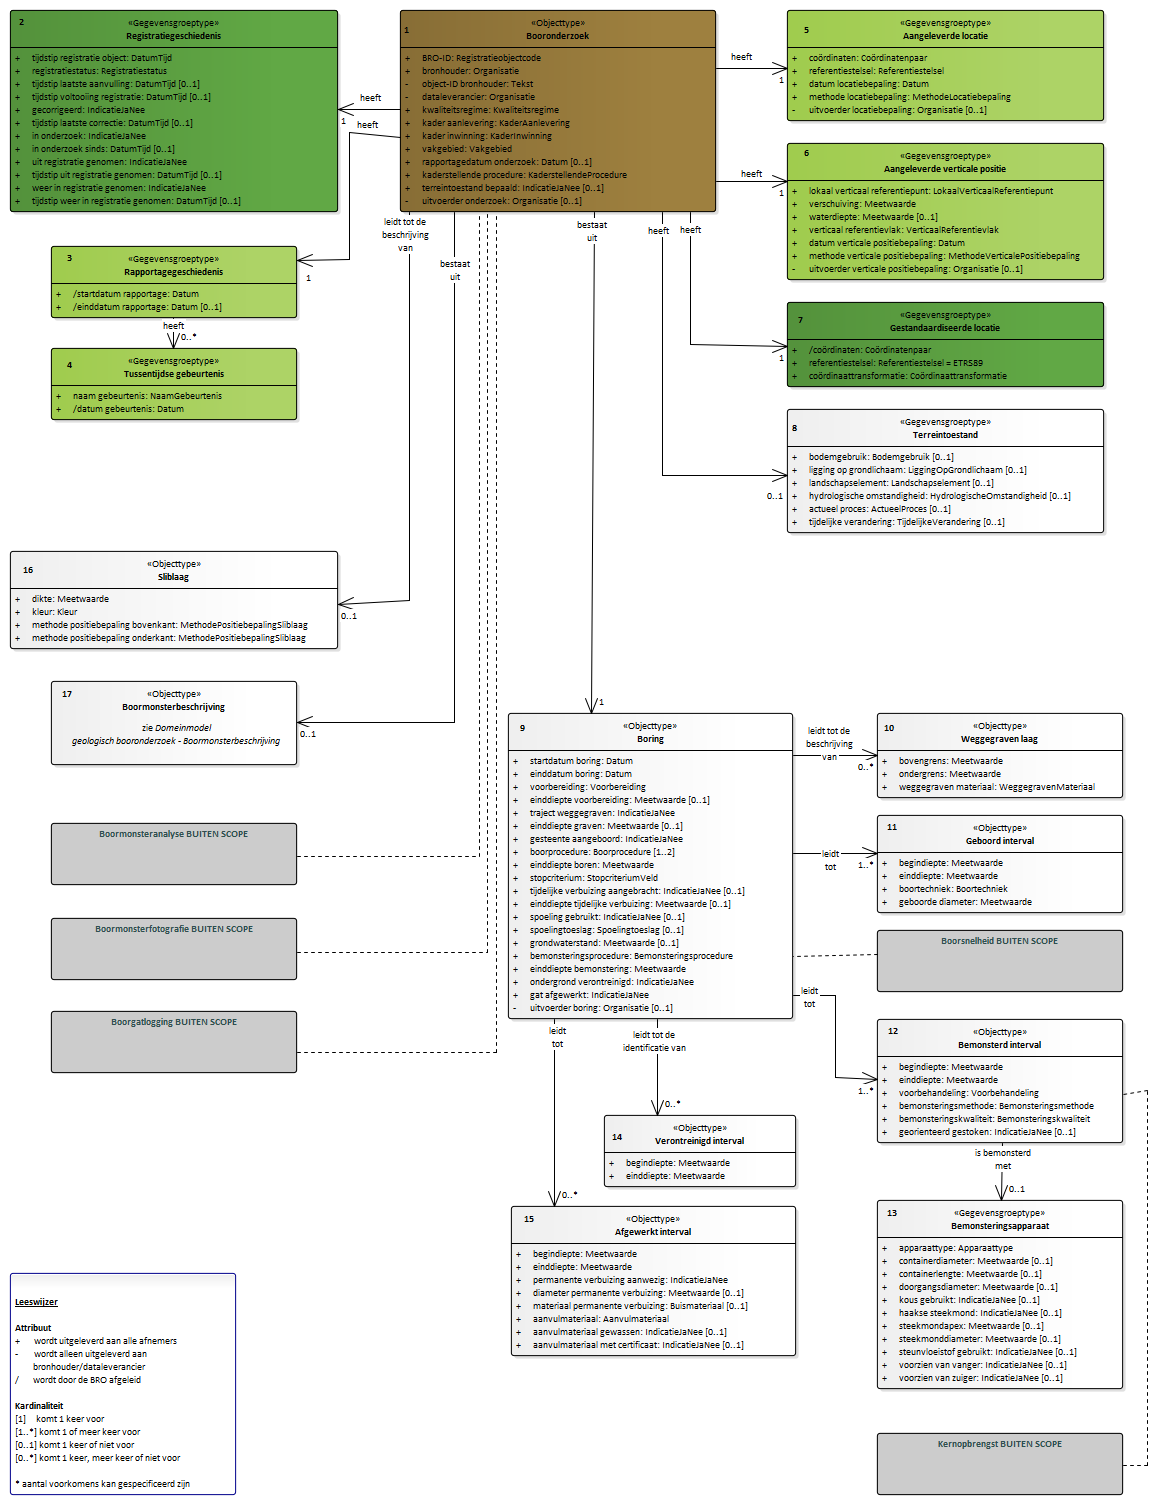 2
«Gegevensgroeptype»
Registratiegeschiedenis
+ tijdstip registratie object: DatumTijd
+ registratiestatus: Registratiestatus
+ tijdstip laatste aanvulling: DatumTijd [0..1]
+ tijdstip voltooiing registratie: DatumTijd [0..1]
+ gecorrigeerd: IndicatieJaNee
+ tijdstip laatste correctie: DatumTijd [0..1]
+ in onderzoek: IndicatieJaNee
+ in onderzoek sinds: DatumTijd [0..1]
+ uit registratie genomen: IndicatieJaNee
+ tijdstip uit registratie genomen: DatumTijd [0..1]
+ weer in registratie genomen: IndicatieJaNee
+ tijdstip weer in registratie genomen: DatumTijd [0..1]
1
«Objecttype»
Booronderzoek
+ BRO-ID: Registratieobjectcode
+ bronhouder: Organisatie
- object-ID bronhouder: Tekst
- dataleverancier: Organisatie
+ kwaliteitsregime: Kwaliteitsregime
+ kader aanlevering: KaderAanlevering
+ kader inwinning: KaderInwinning
+ vakgebied: Vakgebied
+ rapportagedatum onderzoek: Datum [0..1]
+ kaderstellende procedure: KaderstellendeProcedure
+ terreintoestand bepaald: IndicatieJaNee [0..1]
- uitvoerder onderzoek: Organisatie [0..1]
5
«Gegevensgroeptype»
Aangeleverde locatie
+ coördinaten: Coördinatenpaar
+ referentiestelsel: Referentiestelsel
+ datum locatiebepaling: Datum
+ methode locatiebepaling: MethodeLocatiebepaling
- uitvoerder locatiebepaling: Organisatie [0..1]
heeft
1
heeft
1
heeft
1
6
«Gegevensgroeptype»
Aangeleverde verticale positie
+ lokaal verticaal referentiepunt: LokaalVerticaalReferentiepunt
+ verschuiving: Meetwaarde
+ waterdiepte: Meetwaarde [0..1]
+ verticaal referentievlak: VerticaalReferentievlak
+ datum verticale positiebepaling: Datum
+ methode verticale positiebepaling: MethodeVerticalePositiebepaling
- uitvoerder verticale positiebepaling: Organisatie [0..1]
heeft
1
3
«Gegevensgroeptype»
Rapportagegeschiedenis
+ /startdatum rapportage: Datum
+ /einddatum rapportage: Datum [0..1]
heeft
0..*
4
«Gegevensgroeptype»
Tussentijdse gebeurtenis
+ naam gebeurtenis: NaamGebeurtenis
+ /datum gebeurtenis: Datum
leidt tot de
beschrijving
van
bestaat
uit
bestaat
uit
heeft
heeft
7
«Gegevensgroeptype»
Gestandaardiseerde locatie
+ /coördinaten: Coördinatenpaar
+ referentiestelsel: Referentiestelsel = ETRS89
+ coördinaattransformatie: Coördinaattransformatie
1
8
«Gegevensgroeptype»
Terreintoestand
+ bodemgebruik: Bodemgebruik [0..1]
+ ligging op grondlichaam: LiggingOpGrondlichaam [0..1]
+ landschapselement: Landschapselement [0..1]
+ hydrologische omstandigheid: HydrologischeOmstandigheid [0..1]
+ actueel proces: ActueelProces [0..1]
+ tijdelijke verandering: TijdelijkeVerandering [0..1]
0..1
16
«Objecttype»
Sliblaag
+ dikte: Meetwaarde
+ kleur: Kleur
+ methode positiebepaling bovenkant: MethodePositiebepalingSliblaag
+ methode positiebepaling onderkant: MethodePositiebepalingSliblaag
0..1
17
«Objecttype»
Boormonsterbeschrijving
zie Domeinmodel
geologisch booronderzoek - Boormonsterbeschrijving
0..1
1
Boormonsteranalyse BUITEN SCOPE
Boormonsterfotografie BUITEN SCOPE
Boorgatlogging BUITEN SCOPE
9
«Objecttype»
Boring
+ startdatum boring: Datum
+ einddatum boring: Datum
+ voorbereiding: Voorbereiding
+ einddiepte voorbereiding: Meetwaarde [0..1]
+ traject weggegraven: IndicatieJaNee
+ einddiepte graven: Meetwaarde [0..1]
+ gesteente aangeboord: IndicatieJaNee
+ boorprocedure: Boorprocedure [1..2]
+ einddiepte boren: Meetwaarde
+ stopcriterium: StopcriteriumVeld
+ tijdelijke verbuizing aangebracht: IndicatieJaNee [0..1]
+ einddiepte tijdelijke verbuizing: Meetwaarde [0..1]
+ spoeling gebruikt: IndicatieJaNee [0..1]
+ spoelingtoeslag: Spoelingtoeslag [0..1]
+ grondwaterstand: Meetwaarde [0..1]
+ bemonsteringsprocedure: Bemonsteringsprocedure
+ einddiepte bemonstering: Meetwaarde
+ ondergrond verontreinigd: IndicatieJaNee
+ gat afgewerkt: IndicatieJaNee
- uitvoerder boring: Organisatie [0..1]
leidt tot de
beschrijving
van
0..*
10
«Objecttype»
Weggegraven laag
+ bovengrens: Meetwaarde
+ ondergrens: Meetwaarde
+ weggegraven materiaal: WeggegravenMateriaal
leidt
tot
1..*
11
«Objecttype»
Geboord interval
+ begindiepte: Meetwaarde
+ einddiepte: Meetwaarde
+ boortechniek: Boortechniek
+ geboorde diameter: Meetwaarde
Boorsnelheid BUITEN SCOPE
leidt
tot
1..*
12
«Objecttype»
Bemonsterd interval
+ begindiepte: Meetwaarde
+ einddiepte: Meetwaarde
+ voorbehandeling: Voorbehandeling
+ bemonsteringsmethode: Bemonsteringsmethode
+ bemonsteringskwaliteit: Bemonsteringskwaliteit
+ georienteerd gestoken: IndicatieJaNee [0..1]
is bemonsterd
met
0..1
leidt
tot
leidt tot de
identificatie van
0..*
14
«Objecttype»
Verontreinigd interval
+ begindiepte: Meetwaarde
+ einddiepte: Meetwaarde
0..*
15
«Objecttype»
Afgewerkt interval
+ begindiepte: Meetwaarde
+ einddiepte: Meetwaarde
+ permanente verbuizing aanwezig: IndicatieJaNee
+ diameter permanente verbuizing: Meetwaarde [0..1]
+ materiaal permanente verbuizing: Buismateriaal [0..1]
+ aanvulmateriaal: Aanvulmateriaal
+ aanvulmateriaal gewassen: IndicatieJaNee [0..1]
+ aanvulmateriaal met certificaat: IndicatieJaNee [0..1]
13
«Gegevensgroeptype»
Bemonsteringsapparaat
+ apparaattype: Apparaattype
+ containerdiameter: Meetwaarde [0..1]
+ containerlengte: Meetwaarde [0..1]
+ doorgangsdiameter: Meetwaarde [0..1]
+ kous gebruikt: IndicatieJaNee [0..1]
+ haakse steekmond: IndicatieJaNee [0..1]
+ steekmondapex: Meetwaarde [0..1]
+ steekmonddiameter: Meetwaarde [0..1]
+ steunvloeistof gebruikt: IndicatieJaNee [0..1]
+ voorzien van vanger: IndicatieJaNee [0..1]
+ voorzien van zuiger: IndicatieJaNee [0..1]
Kernopbrengst BUITEN SCOPE
Leeswijzer
Attribuut
+ wordt uitgeleverd aan alle afnemers
- wordt alleen uitgeleverd aan
bronhouder/dataleverancier
/ wordt door de BRO afgeleid
Kardinaliteit
[1] komt 1 keer voor
[1..*] komt 1 of meer keer voor
[0..1] komt 1 keer of niet voor
[0..*] komt 1 keer, meer keer of niet voor
* aantal voorkomens kan gespecificeerd zijn